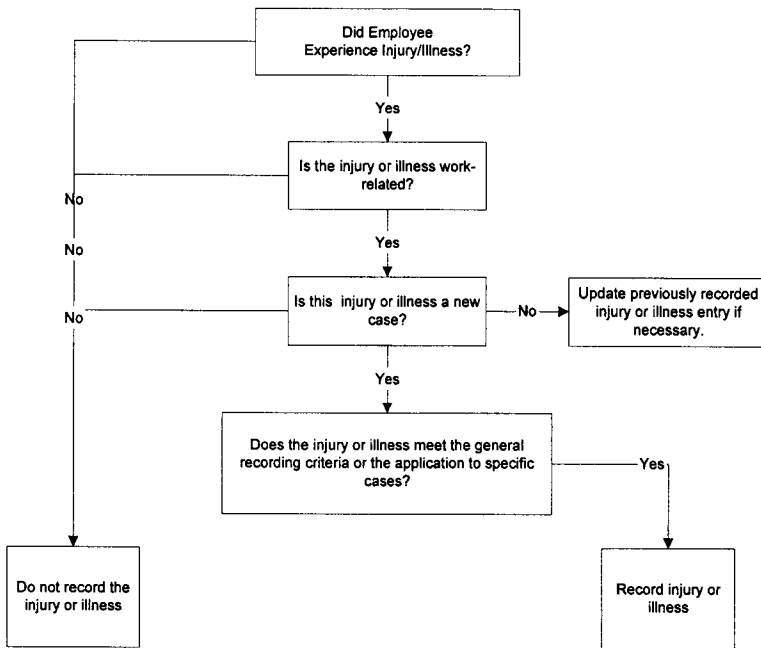 Did Employee
Experience Injury/Illness?
Yes
Is the injury or illness work-
related?
No
Yes
No
Is this injury or illness a new
case?
No
No
Update previously recorded
injury or illness entry if
necessary.
Yes
Does the injury or illness meet the general
recording criteria or the application to specific
cases?
Yes
Do not record the
injury or illness
Record injury or
illness